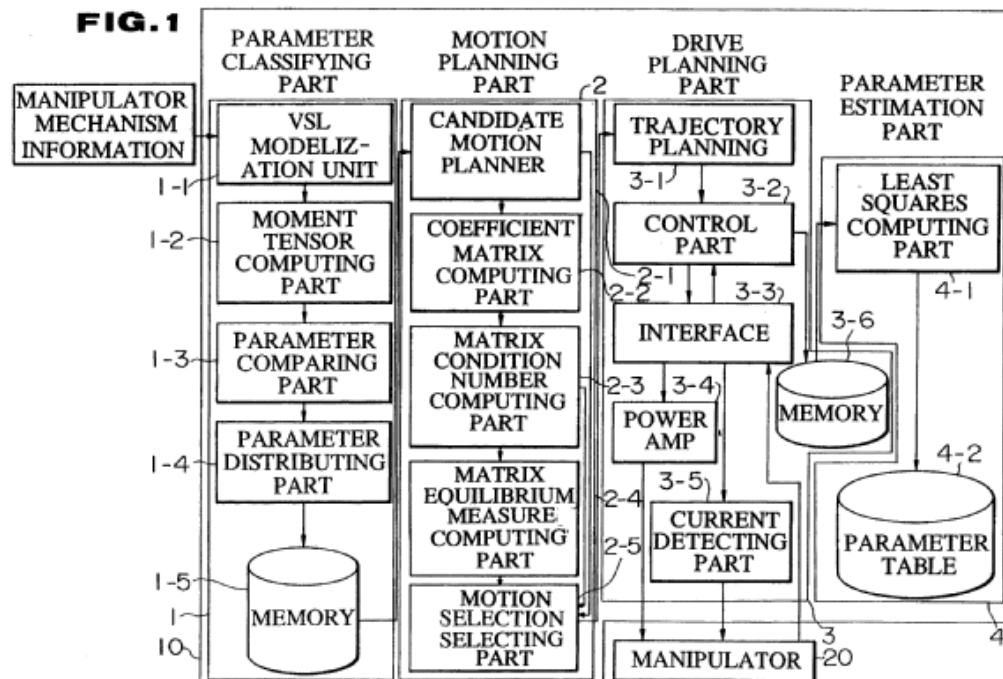 FIG.1
PARAMETER
CLASSIFYING
PART
MOTION
PLANNING
PART
DRIVE
PLANNING
PART
PARAMETER
ESTIMATION
PART
MANIPULATOR
MECHANISM
INFORMATION
VSL
MODELIZ-
ATION UNIT
1-1
MOMENT
TENSOR
COMPUTING
PART
1-2
PARAMETER
COMPARING
PART
1-3
PARAMETER
DISTRIBUTING
PART
1-4
MEMORY
1-5
1
10
2
CANDIDATE
MOTION
PLANNER
2-1
COEFFICIENT
MATRIX
COMPUTING
PART
2-2
MATRIX
CONDITION
NUMBER
COMPUTING
PART
2-3
MATRIX
EQUILIBRIUM
MEASURE
COMPUTING
PART
2-4
MOTION
SELECTION
SELECTING
PART
2-5
TRAJECTORY
PLANNING
3-1
CONTROL
PART
3-2
INTERFACE
3-3
POWER
AMP
3-4
CURRENT
DETECTING
PART
3-5
MEMORY
3-6
3
MANIPULATOR
20
LEAST
SQUARES
COMPUTING
PART
4-1
PARAMETER
TABLE
4-2
4